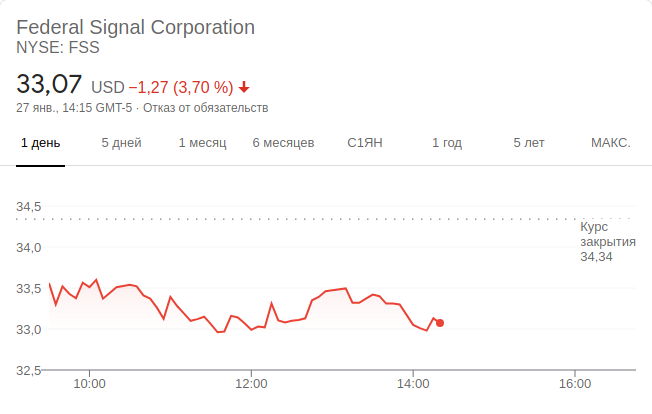 Federal Signal Corporation
NYSE: FSS
33,07 USD −1,27 (3,70 %)
27 янв., 14:15 GMT-5 · Отказ от обязательств
1 день 5 дней 1 месяц 6 месяцев С1ЯН 1 год 5 лет МАКС.
34,5
Курс
закрытия
34,34
34,0
33,5
33,0
32,5
10:00 12:00 14:00 16:00